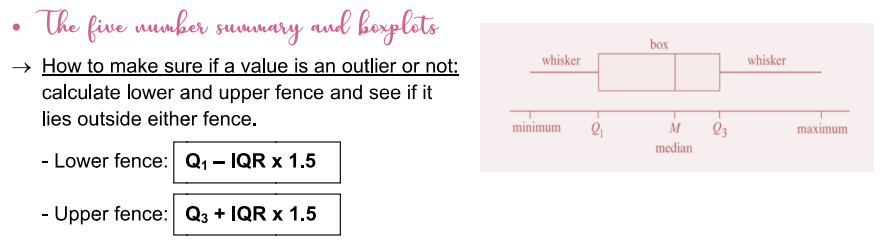 • The five number summary and boxplots
→ How to make sure if a value is an outlier or not:
calculate lower and upper fence and see if it
lies outside either fence.
- Lower fence: Q₁ – IQR x 1.5
- Upper fence: Q₃ + IQR x 1.5
box
whisker whisker
minimum Q₁ M Q₃ maximum
median